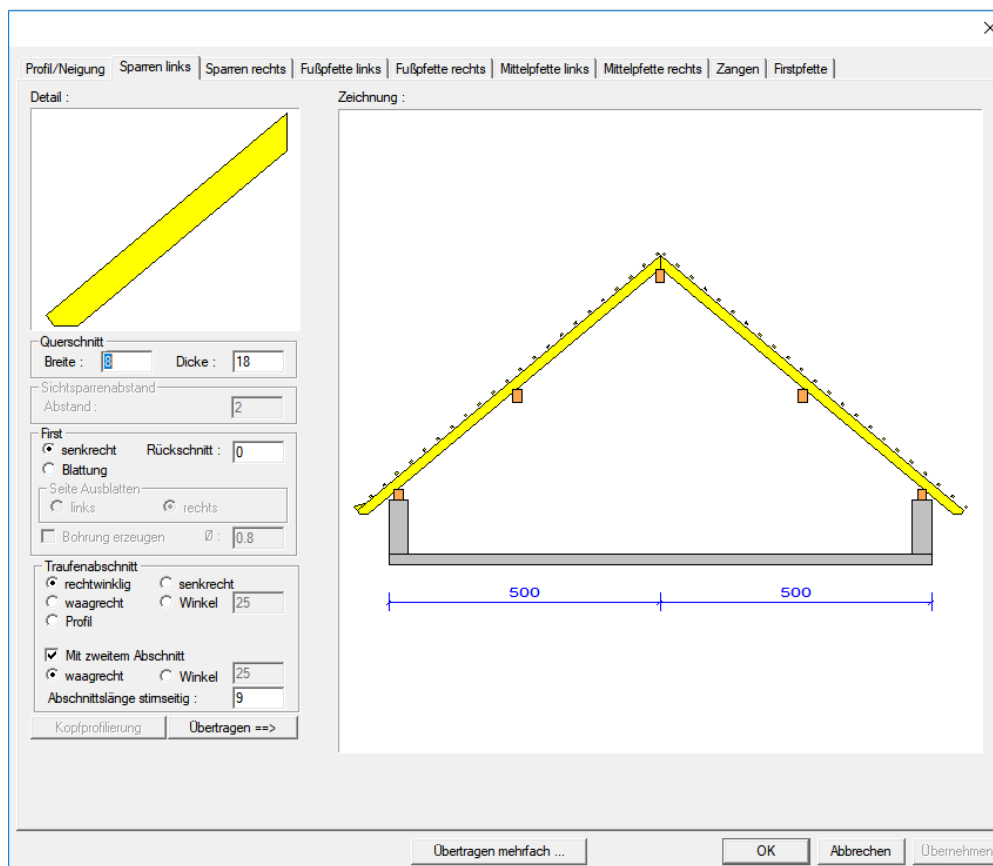 Profil/Neigung Sparren links Sparren rechts Fußpfette links Fußpfette rechts Mittelpfette links Mittelpfette rechts Zangen Firstpfette
Detail :
Zeichnung :
Querschnitt
Breite : 8 Dicke : 18
Sichtsparrenabstand
Abstand : 2
First
senkrecht Rückschnitt : 0
Blattung
Seite Ausblatten
links rechts
Bohrung erzeugen Ø : 0.8
Traufenabschnitt
rechtwinklig senkrecht
waagrecht Winkel 25
Profil
Mit zweitem Abschnitt
waagrecht Winkel 25
Abschnittslänge stirnseitig : 9
Kopfprofilierung Übertragen ==>
500 500
Übertragen mehrfach ... OK Abbrechen Übernehmen